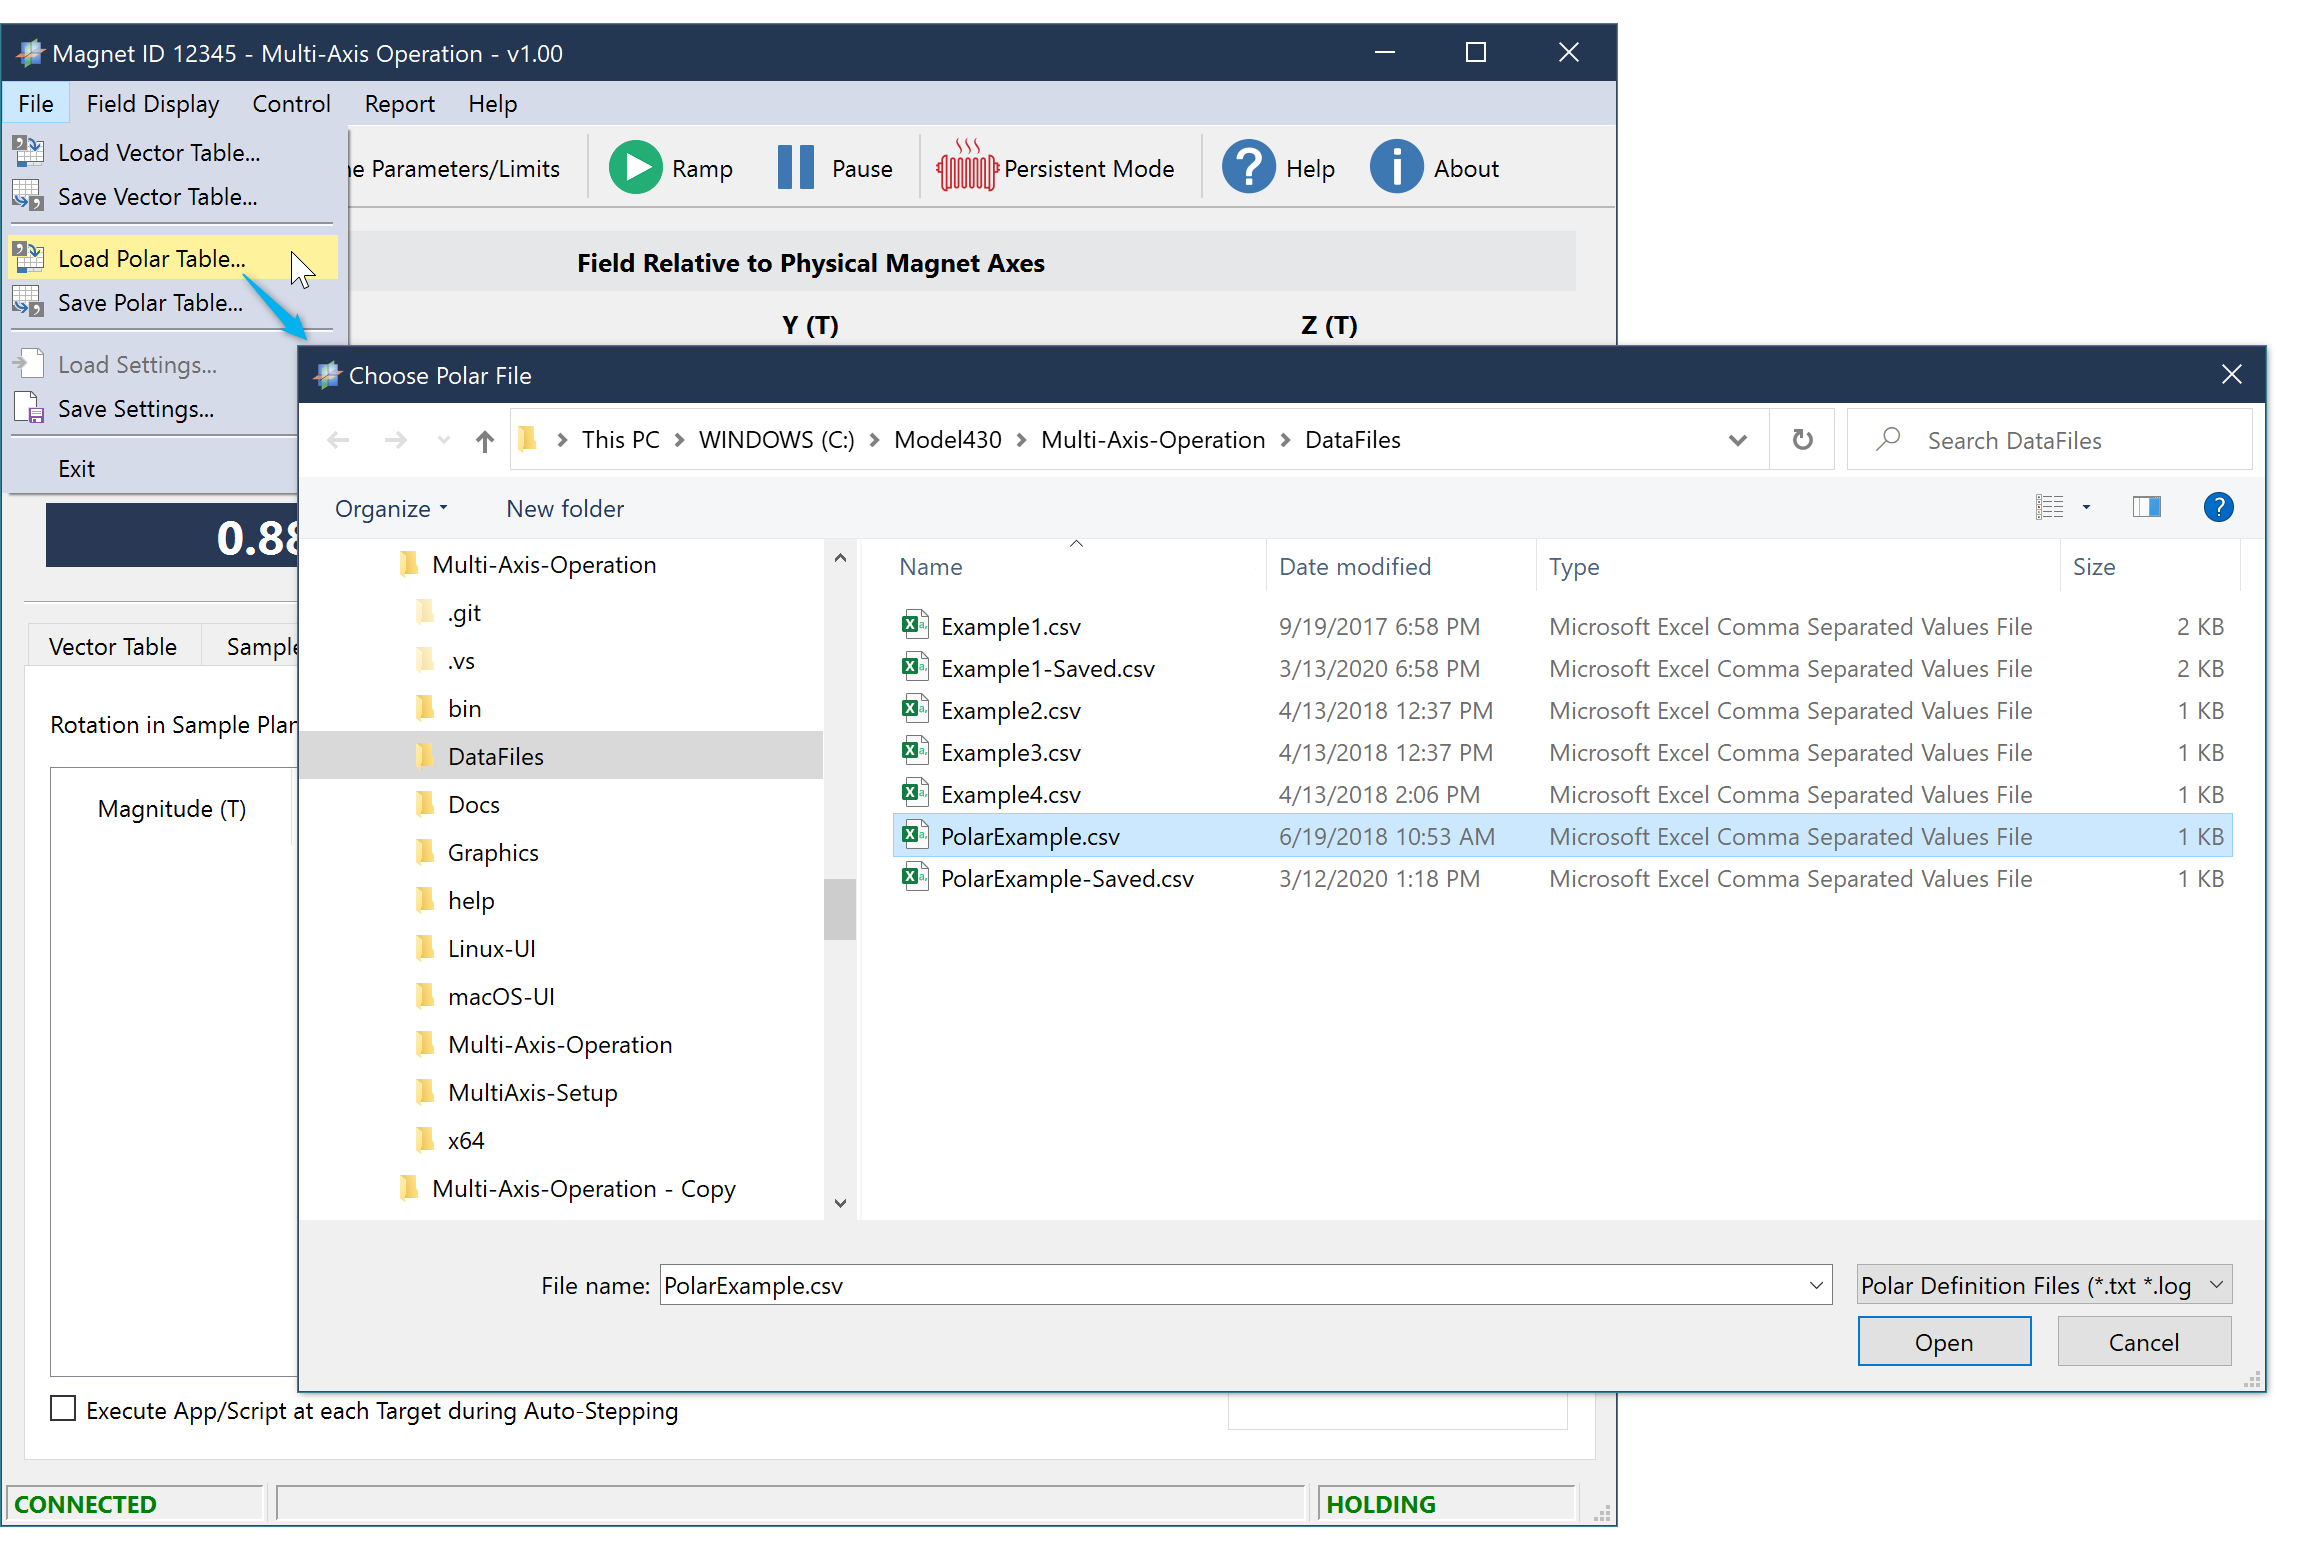 Magnet ID 12345 - Multi-Axis Operation - v1.00
File Field Display Control Report Help
Load Vector Table...
Save Vector Table...
Load Polar Table...
Save Polar Table...
Load Settings...
Save Settings...
Exit
Parameters/Limits Ramp Pause Persistent Mode Help About
Field Relative to Physical Magnet Axes
Y (T) Z (T)
Choose Polar File
This PC WINDOWS (C:) Model430 Multi-Axis-Operation DataFiles
Search DataFiles
Organize New folder
0.88
Vector Table Sample
Rotation in Sample Plan
Magnitude (T)
Multi-Axis-Operation
.git
.vs
bin
DataFiles
Docs
Graphics
help
Linux-UI
macOS-UI
Multi-Axis-Operation
MultiAxis-Setup
x64
Multi-Axis-Operation - Copy
Name Date modified Type Size
Example1.csv 9/19/2017 6:58 PM Microsoft Excel Comma Separated Values File 2 KB
Example1-Saved.csv 3/13/2020 6:58 PM Microsoft Excel Comma Separated Values File 2 KB
Example2.csv 4/13/2018 12:37 PM Microsoft Excel Comma Separated Values File 1 KB
Example3.csv 4/13/2018 12:37 PM Microsoft Excel Comma Separated Values File 1 KB
Example4.csv 4/13/2018 2:06 PM Microsoft Excel Comma Separated Values File 1 KB
PolarExample.csv 6/19/2018 10:53 AM Microsoft Excel Comma Separated Values File 1 KB
PolarExample-Saved.csv 3/12/2020 1:18 PM Microsoft Excel Comma Separated Values File 1 KB
File name: PolarExample.csv
Polar Definition Files (*.txt *.log
Open Cancel
Execute App/Script at each Target during Auto-Stepping
CONNECTED HOLDING